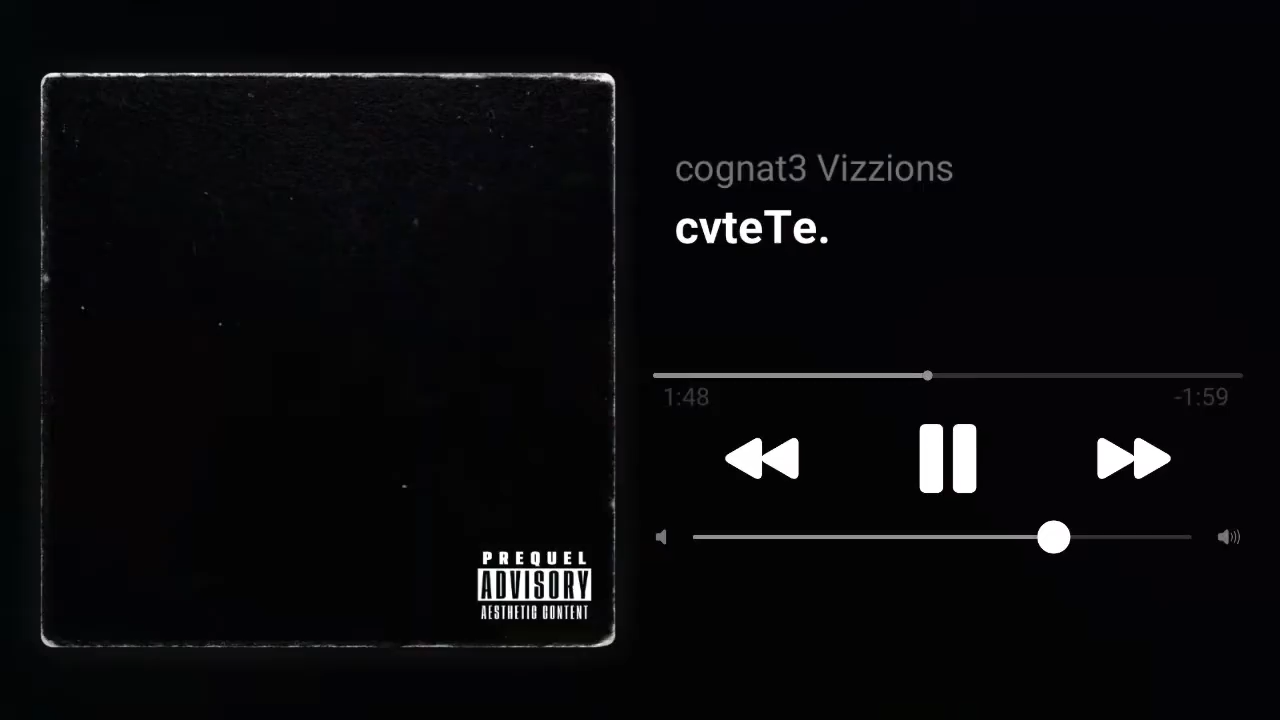 cognat3 Vizzions
cvteTe.
1:48
-1:59
PREQUEL
ADVISORY
AESTHETIC CONTENT